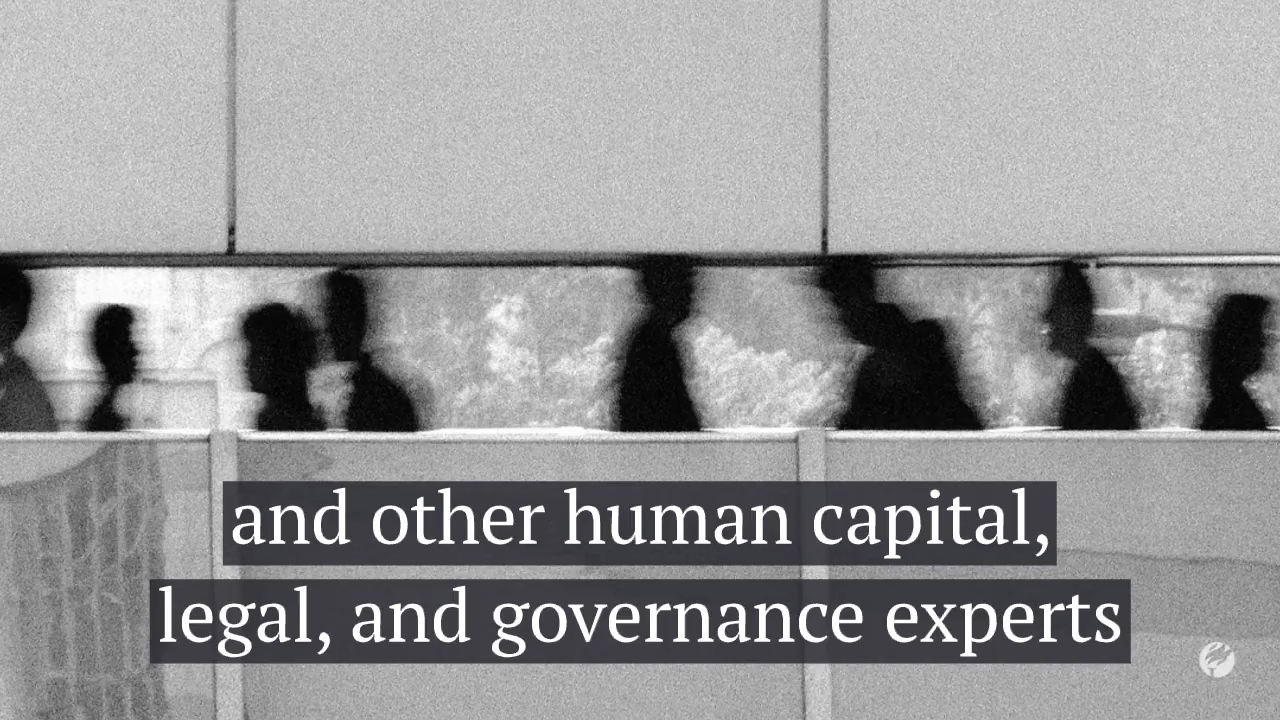 and other human capital,
legal, and governance experts